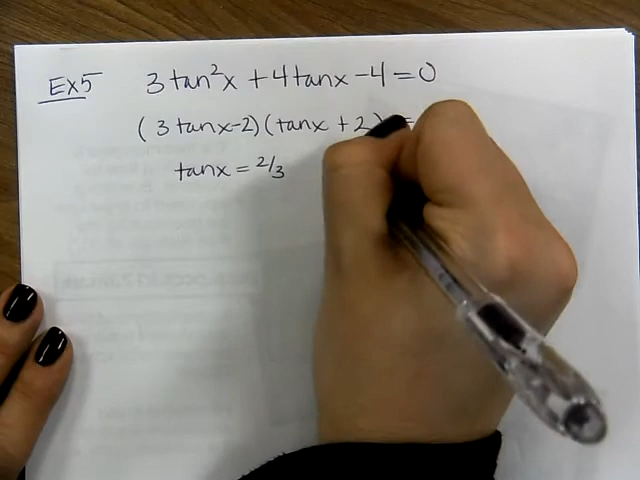 Ex5 3tan²x + 4tanx - 4 = 0
(3tanx-2)(tanx + 2) =
tanx = 2/3